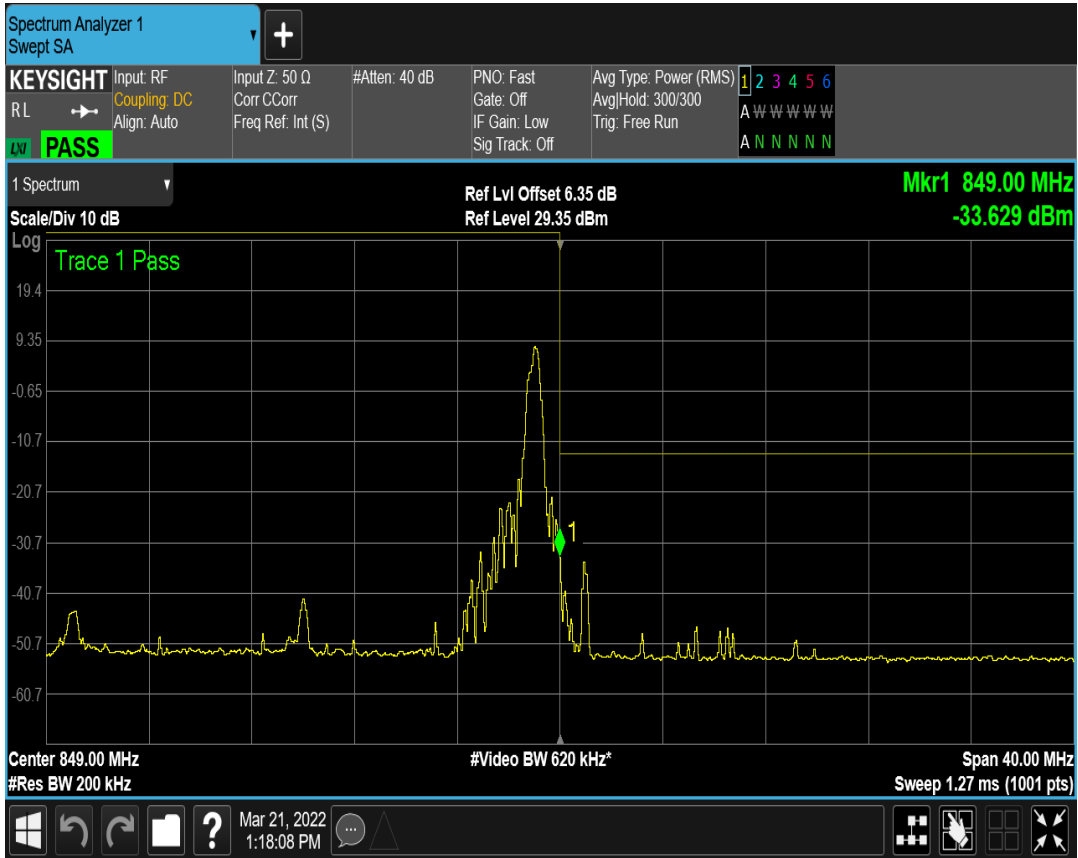 Spectrum Analyzer 1
Swept SA
+
KEYSIGHT
RL
LXI PASS
Input: RF
Coupling: DC
Align: Auto
Input Z: 50 Ω
Corr CCorr
Freq Ref: Int (S)
#Atten: 40 dB
PNO: Fast
Gate: Off
IF Gain: Low
Sig Track: Off
Avg Type: Power (RMS)
Avg|Hold: 300/300
Trig: Free Run
1 2 3 4 5 6
A W W W W W
A N N N N N
1 Spectrum
Scale/Div 10 dB
Ref Lvl Offset 6.35 dB
Ref Level 29.35 dBm
Mkr1 849.00 MHz
-33.629 dBm
Log
Trace 1 Pass
19.4
9.35
-0.65
-10.7
-20.7
-30.7
-40.7
-50.7
-60.7
1
Center 849.00 MHz
#Res BW 200 kHz
#Video BW 620 kHz*
Span 40.00 MHz
Sweep 1.27 ms (1001 pts)
?
Mar 21, 2022
1:18:08 PM